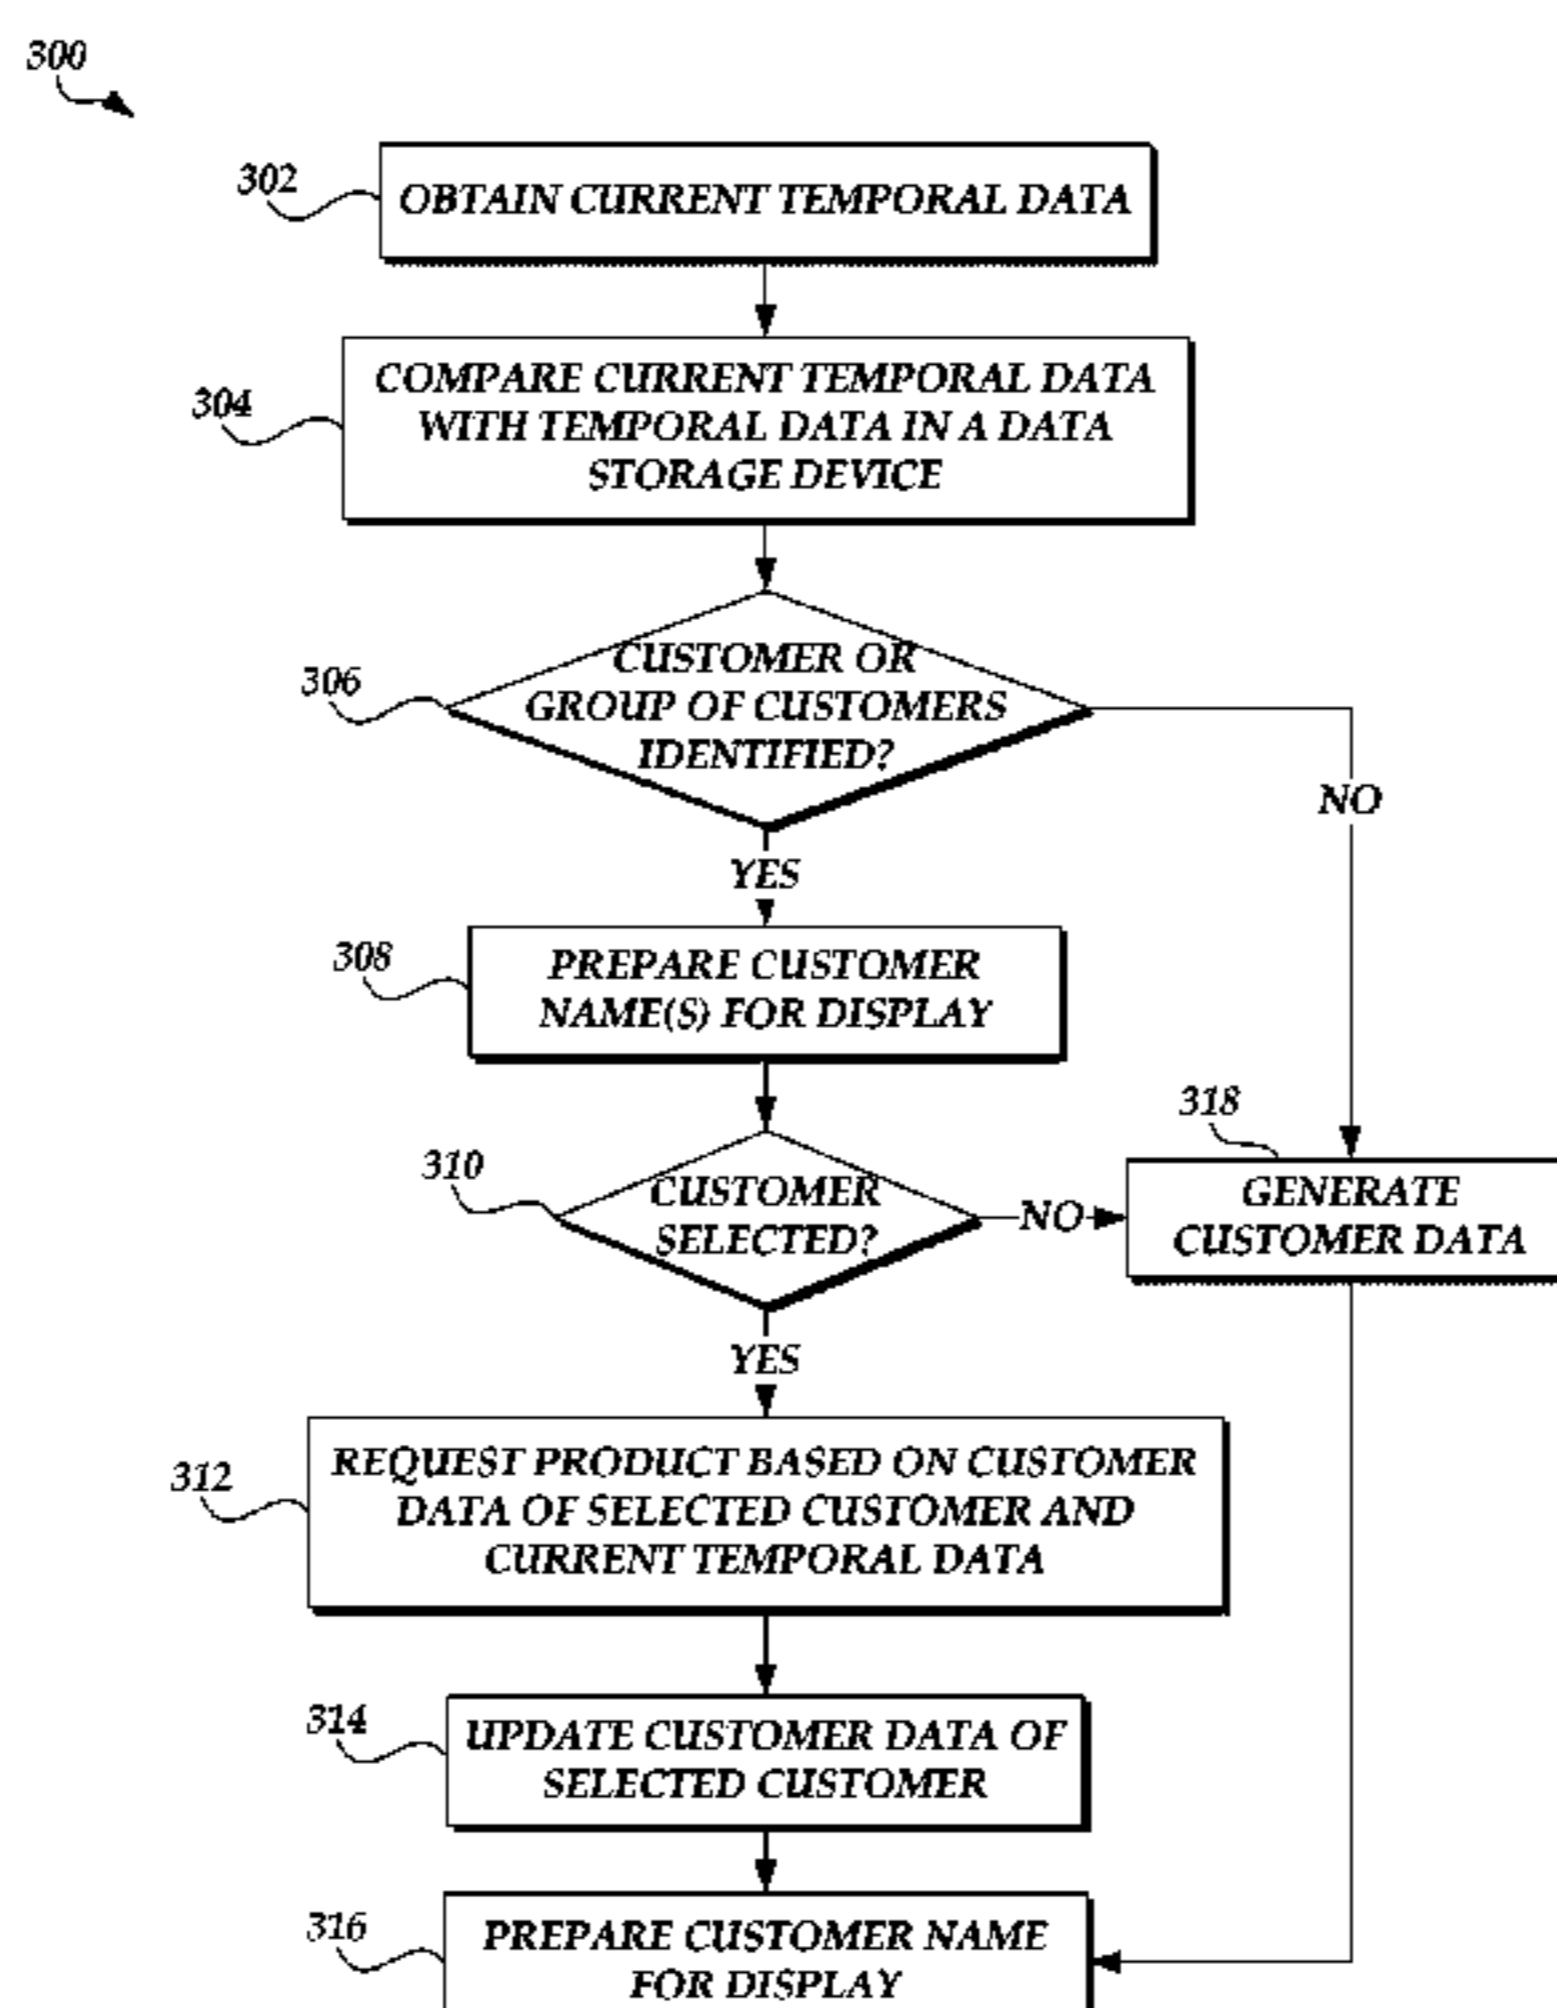 300
302
OBTAIN CURRENT TEMPORAL DATA
304
COMPARE CURRENT TEMPORAL DATA
WITH TEMPORAL DATA IN A DATA
STORAGE DEVICE
306
CUSTOMER OR
GROUP OF CUSTOMERS
IDENTIFIED?
NO
YES
308
PREPARE CUSTOMER
NAME(S) FOR DISPLAY
310
CUSTOMER
SELECTED?
NO
318
GENERATE
CUSTOMER DATA
YES
312
REQUEST PRODUCT BASED ON CUSTOMER
DATA OF SELECTED CUSTOMER AND
CURRENT TEMPORAL DATA
314
UPDATE CUSTOMER DATA OF
SELECTED CUSTOMER
316
PREPARE CUSTOMER NAME
FOR DISPLAY